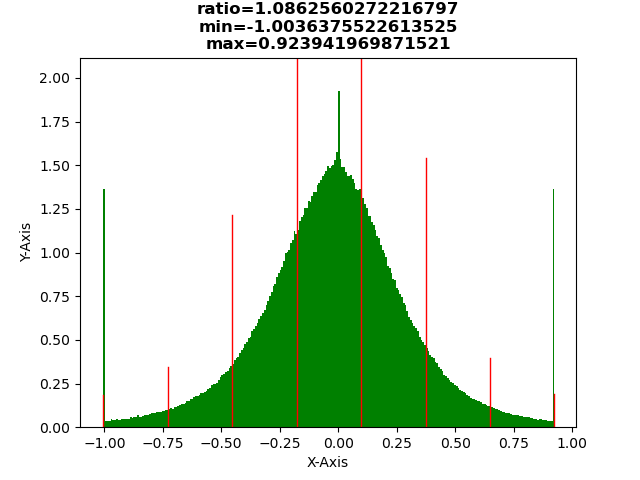 ratio=1.0862560272216797
min=-1.0036375522613525
max=0.923941969871521
2.00
1.75
1.50
1.25
1.00
0.75
0.50
0.25
0.00
Y-Axis
−1.00 −0.75 −0.50 −0.25 0.00 0.25 0.50 0.75 1.00
X-Axis